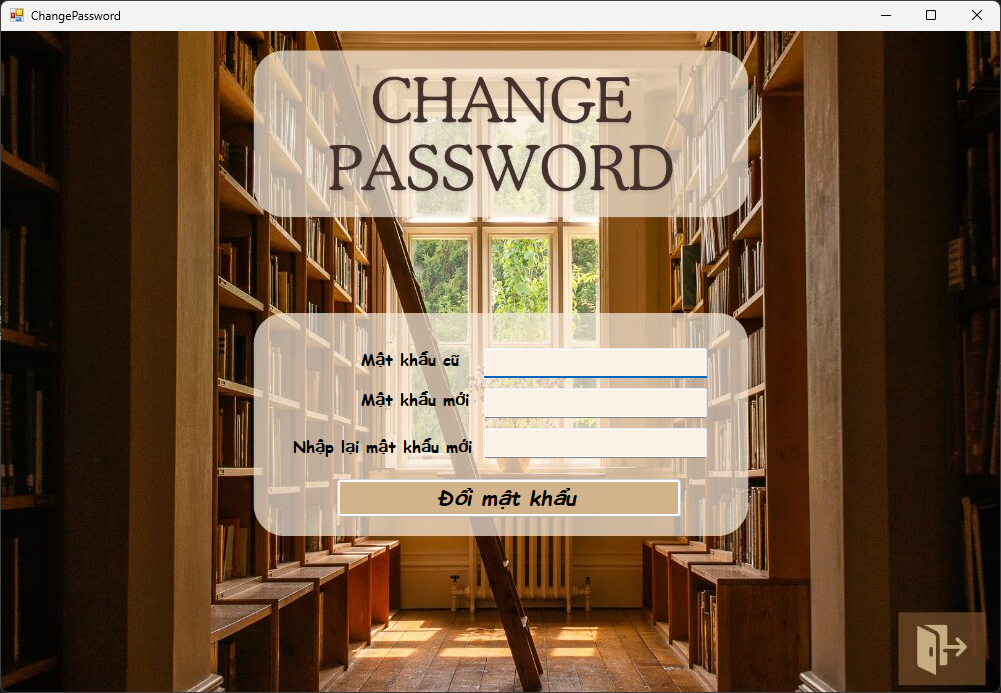 ChangePassword
CHANGE
PASSWORD
Mật khẩu cũ
Mật khẩu mới
Nhập lại mật khẩu mới
Đổi mật khẩu